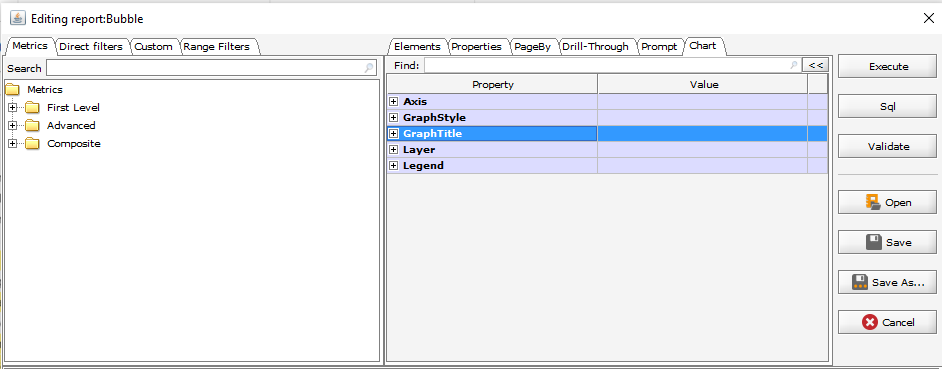 Editing report:Bubble
Metrics Direct filters Custom Range Filters
Search
Metrics
First Level
Advanced
Composite
Elements Properties PageBy Drill-Through Prompt Chart
Find: <<
Property Value
Axis
GraphStyle
GraphTitle
Layer
Legend
Execute
Sql
Validate
Open
Save
Save As...
Cancel